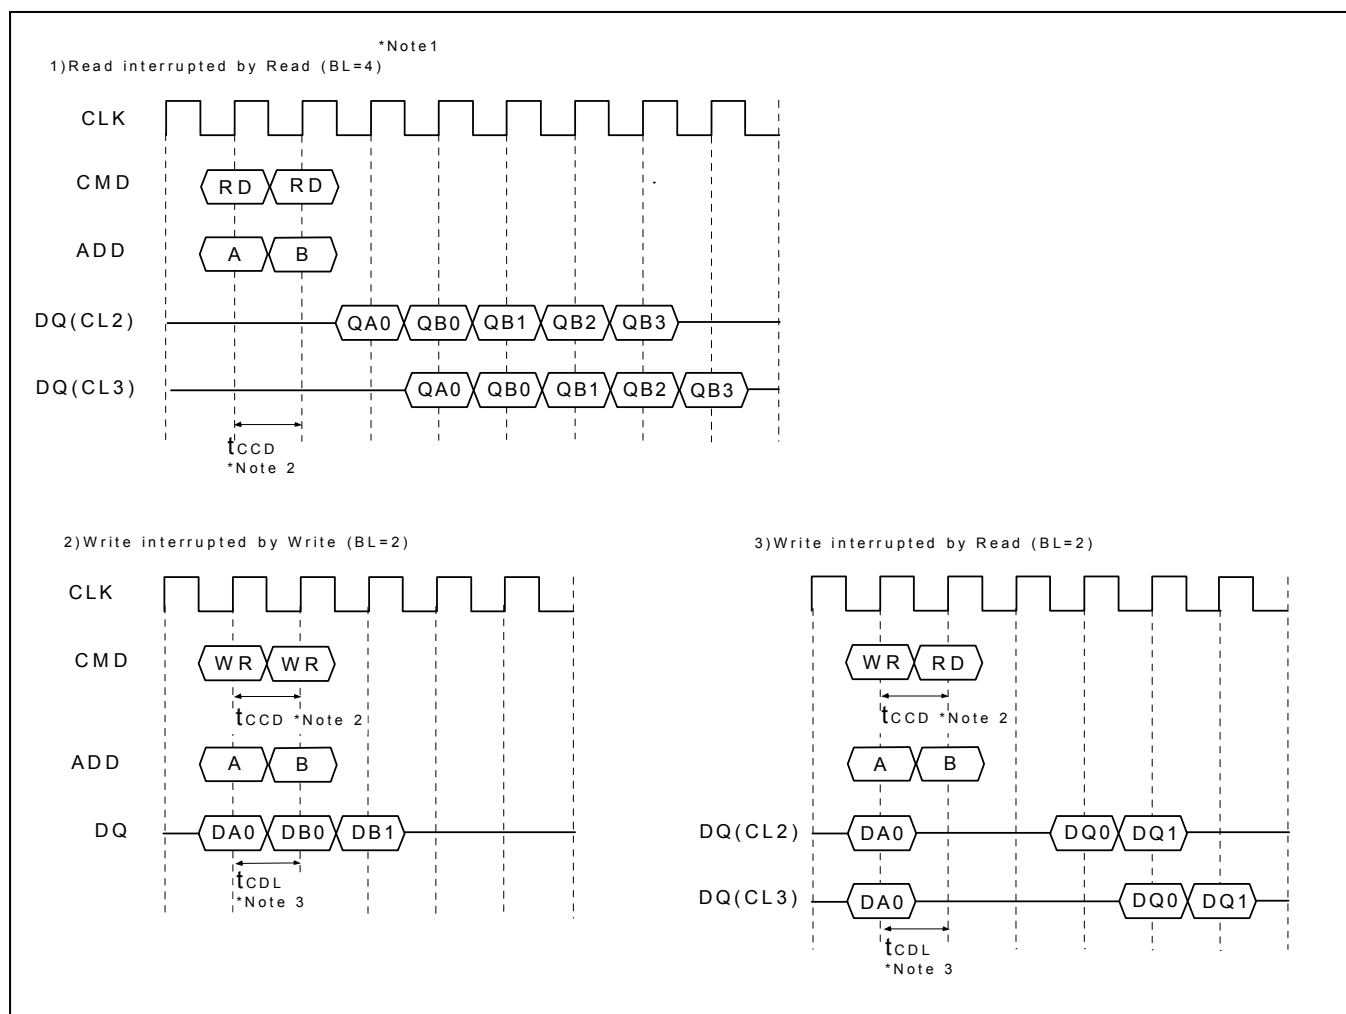 *Note1
1)Read interrupted by Read (BL=4)
CLK
CMD RD RD
ADD A B
DQ(CL2) QA0 QB0 QB1 QB2 QB3
DQ(CL3) QA0 QB0 QB1 QB2 QB3
tCCD
*Note 2
2)Write interrupted by Write (BL=2)
CLK
CMD WR WR
tCCD *Note 2
ADD A B
DQ DA0 DB0 DB1
tCDL
*Note 3
3)Write interrupted by Read (BL=2)
WR RD
tCCD *Note 2
A B
DQ(CL2) DA0 DQ0 DQ1
DQ(CL3) DA0 DQ0 DQ1
tCDL
*Note 3